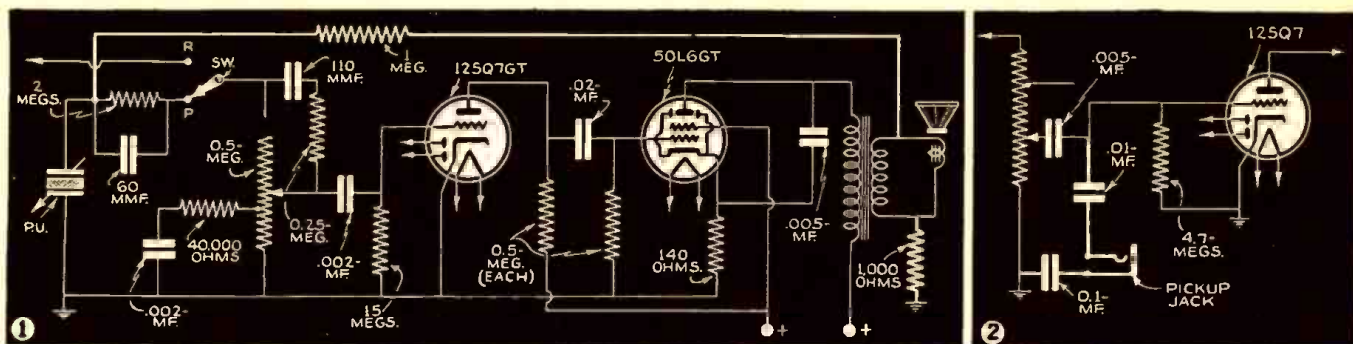 R
1
MEG.
2
MEGS.
SW.
P
110
MMF.
12SQ7GT
50L6GT
.02-
MF.
0.5-
MEG.
60
MMF.
P.U.
40,000
OHMS
.002-
MF.
0.25-
MEG.
.002-
MF.
15
MEGS.
0.5-
MEG.
(EACH)
140
OHMS.
.005-
MF.
1,000
OHMS
+
+
1
12SQ7
.005-
MF.
.01-
MF.
4.7-
MEGS.
0.1-
MF.
PICKUP
JACK
2